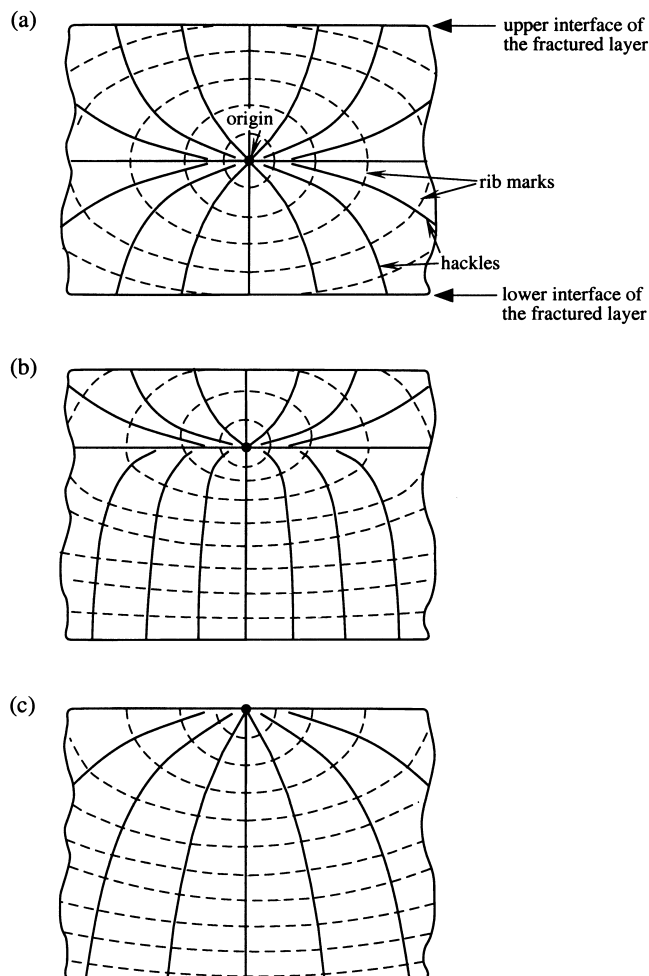 (a)
upper interface of
the fractured layer
origin
rib marks
hackles
lower interface of
the fractured layer
(b)
(c)